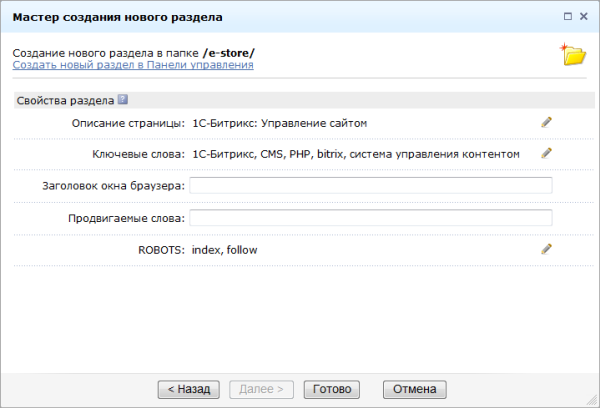 Мастер создания нового раздела
Создание нового раздела в папке /e-store/
Создать новый раздел в Панели управления
Свойства раздела ?
Описание страницы: 1С-Битрикс: Управление сайтом
Ключевые слова: 1С-Битрикс, CMS, PHP, bitrix, система управления контентом
Заголовок окна браузера:
Продвигаемые слова:
ROBOTS: index, follow
< Назад Далее > Готово Отмена